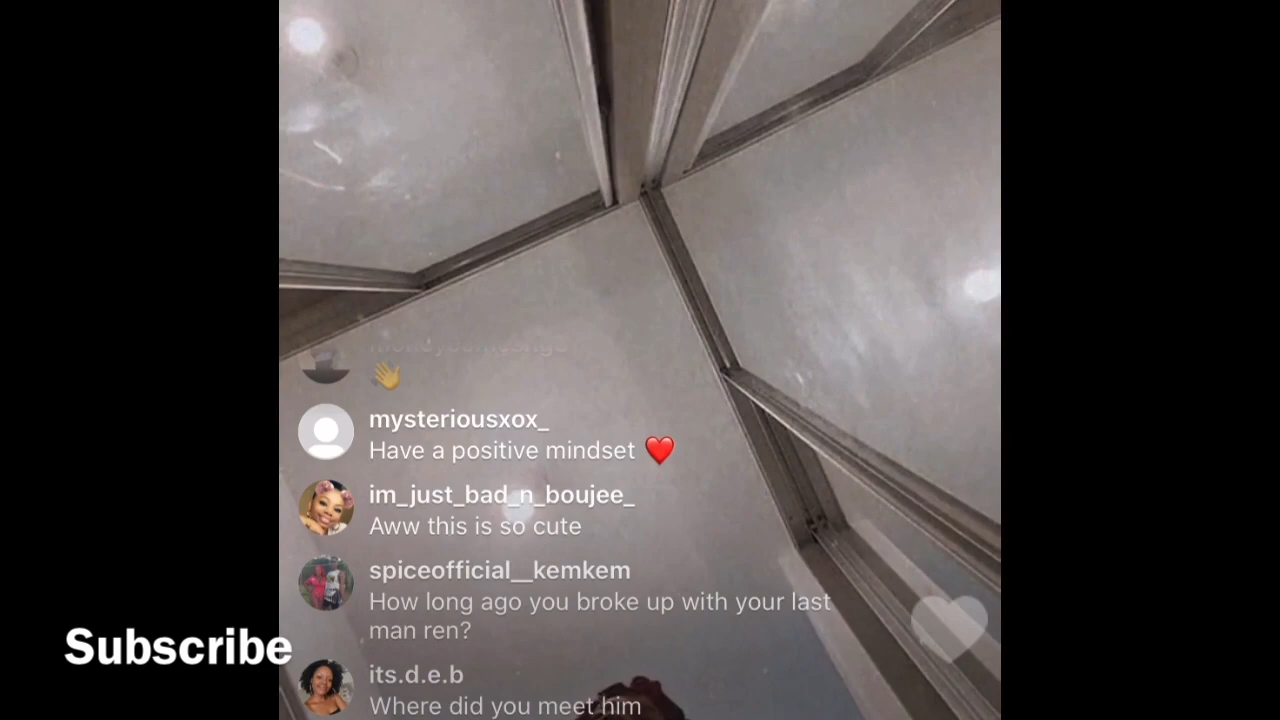 👋
mysteriousxox_
Have a positive mindset ❤️
im_just_bad_n_boujee_
Aww this is so cute
spiceofficial__kemkem
How long ago you broke up with your last
man ren?
Subscribe
its.d.e.b
Where did you meet him